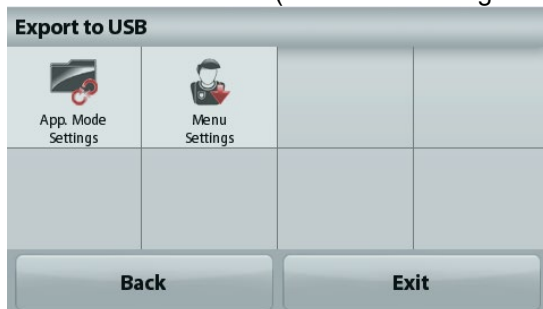 Export to USB
App. Mode
Settings
Menu
Settings
Back
Exit